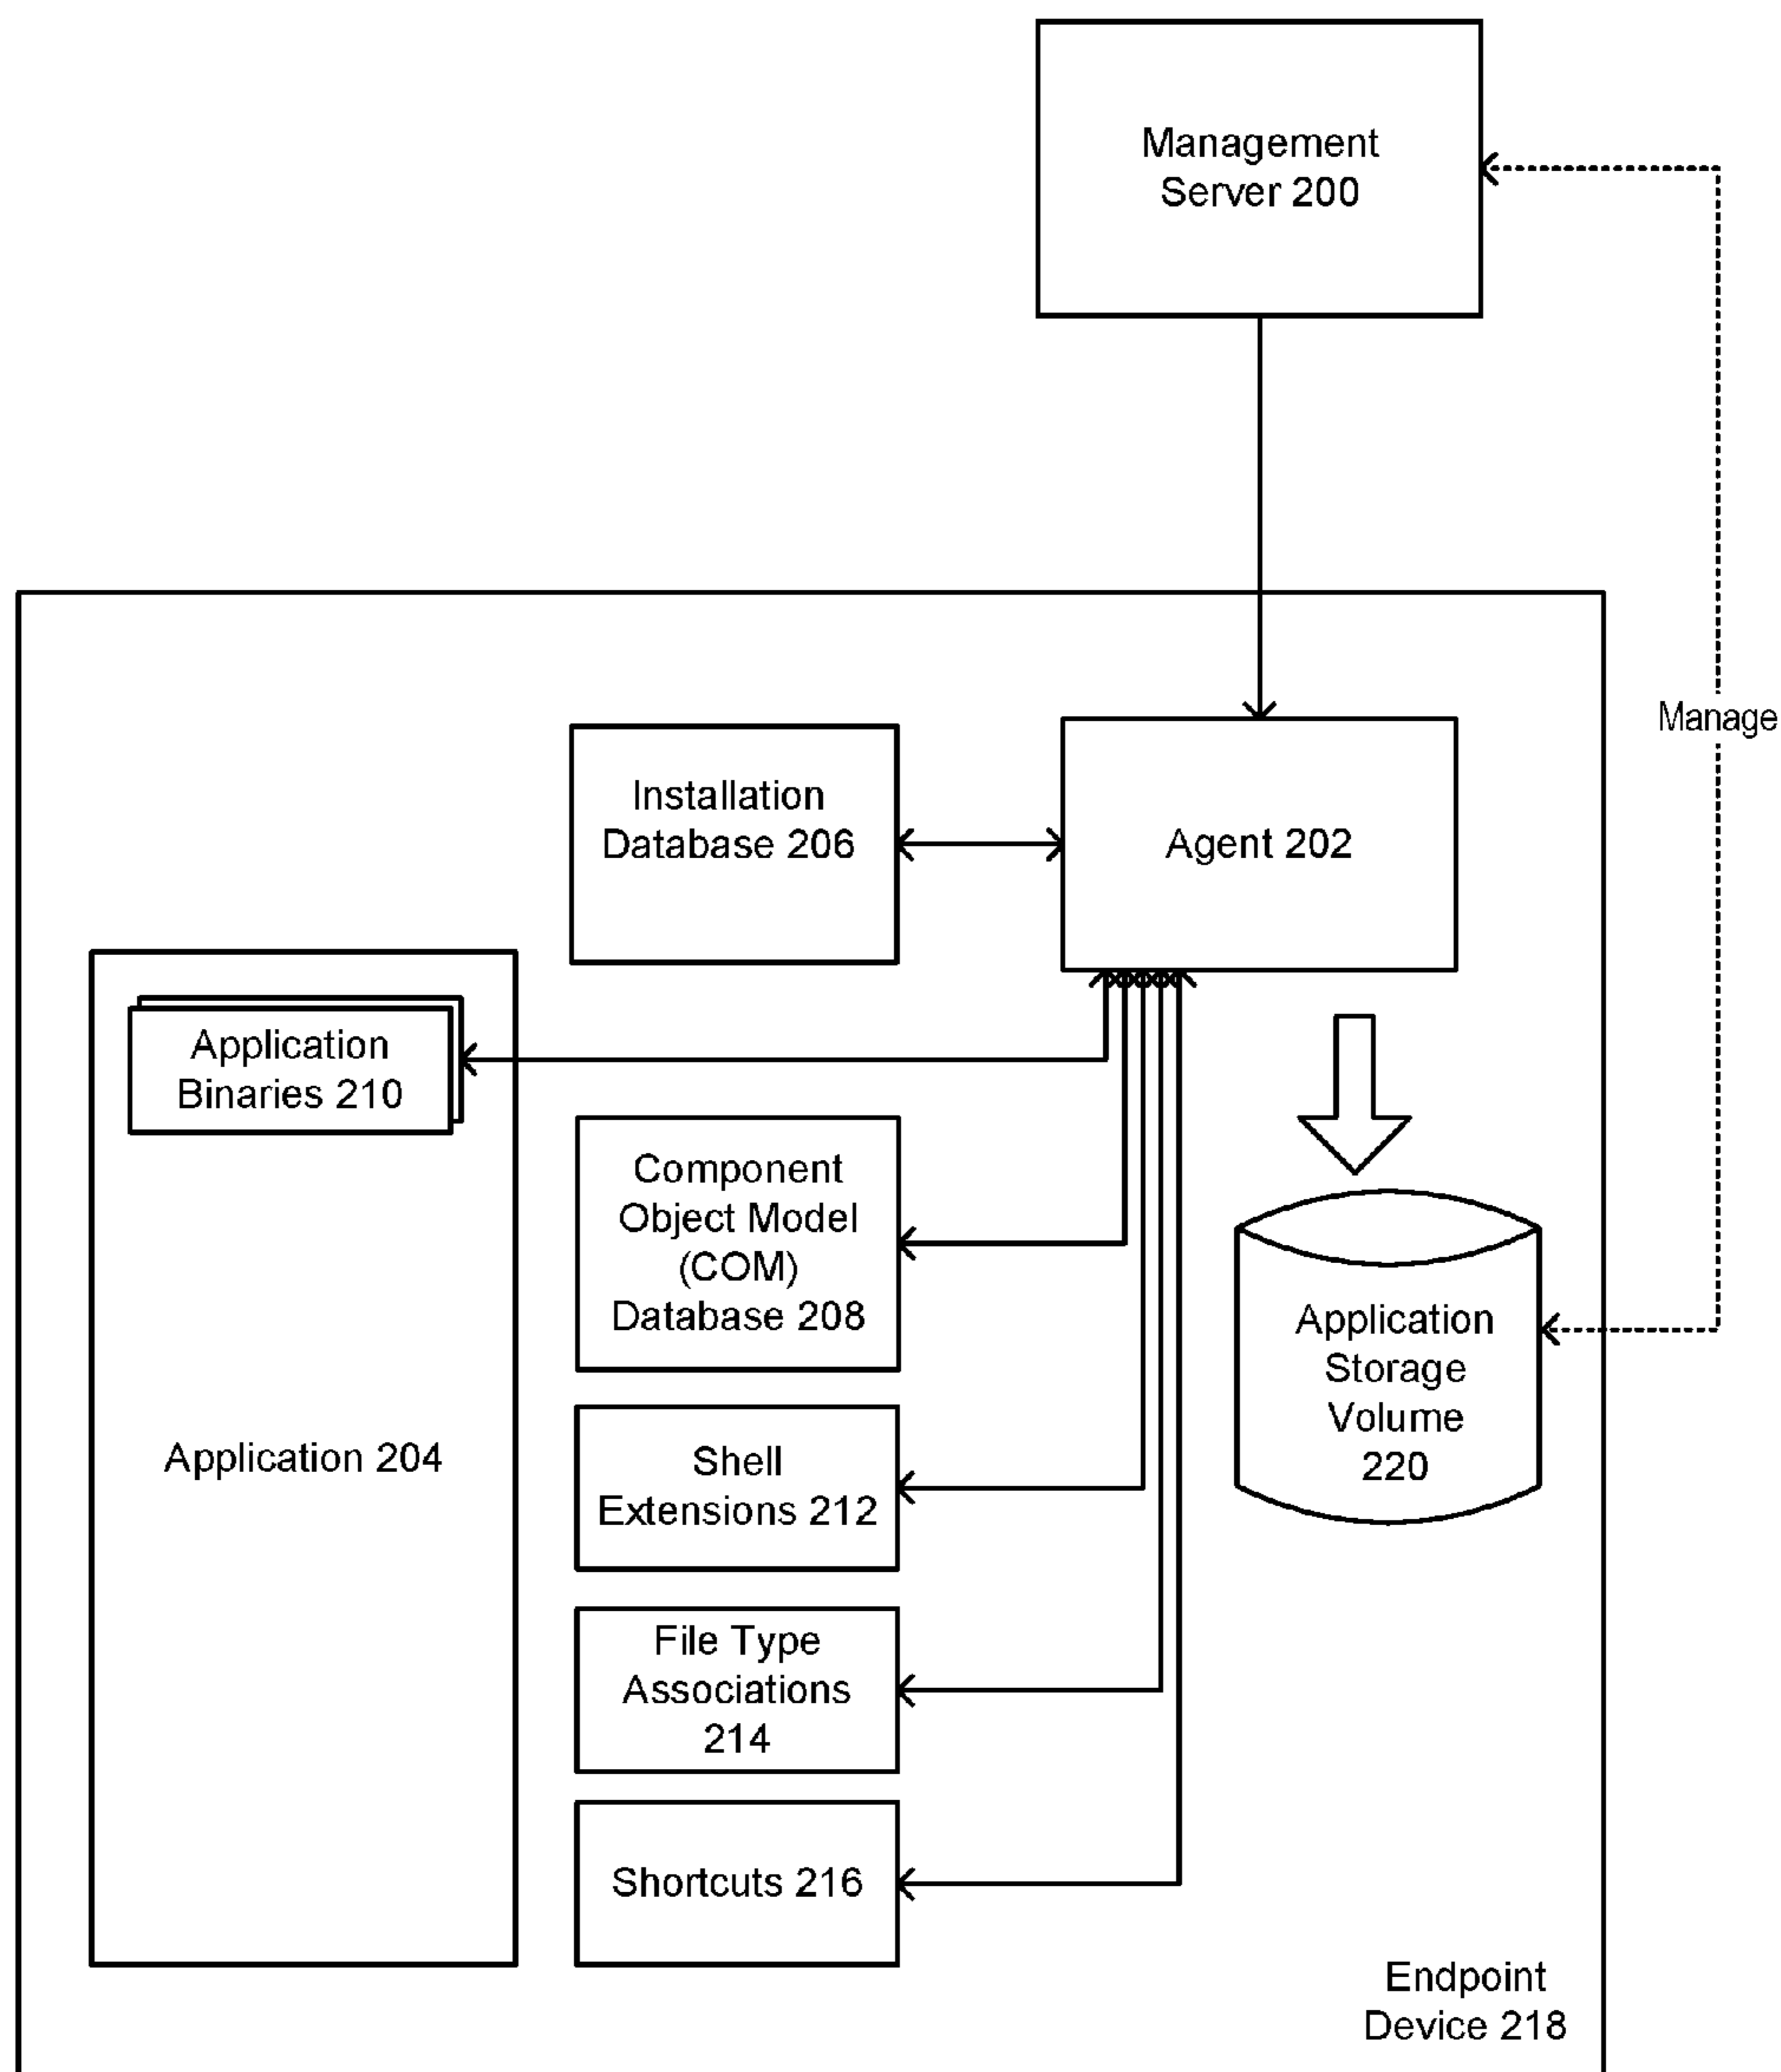 Management
Server 200
Manage
Installation
Database 206
Agent 202
Application
Binaries 210
Component
Object Model
(COM)
Database 208
Application
Storage
Volume
220
Application 204
Shell
Extensions 212
File Type
Associations
214
Shortcuts 216
Endpoint
Device 218